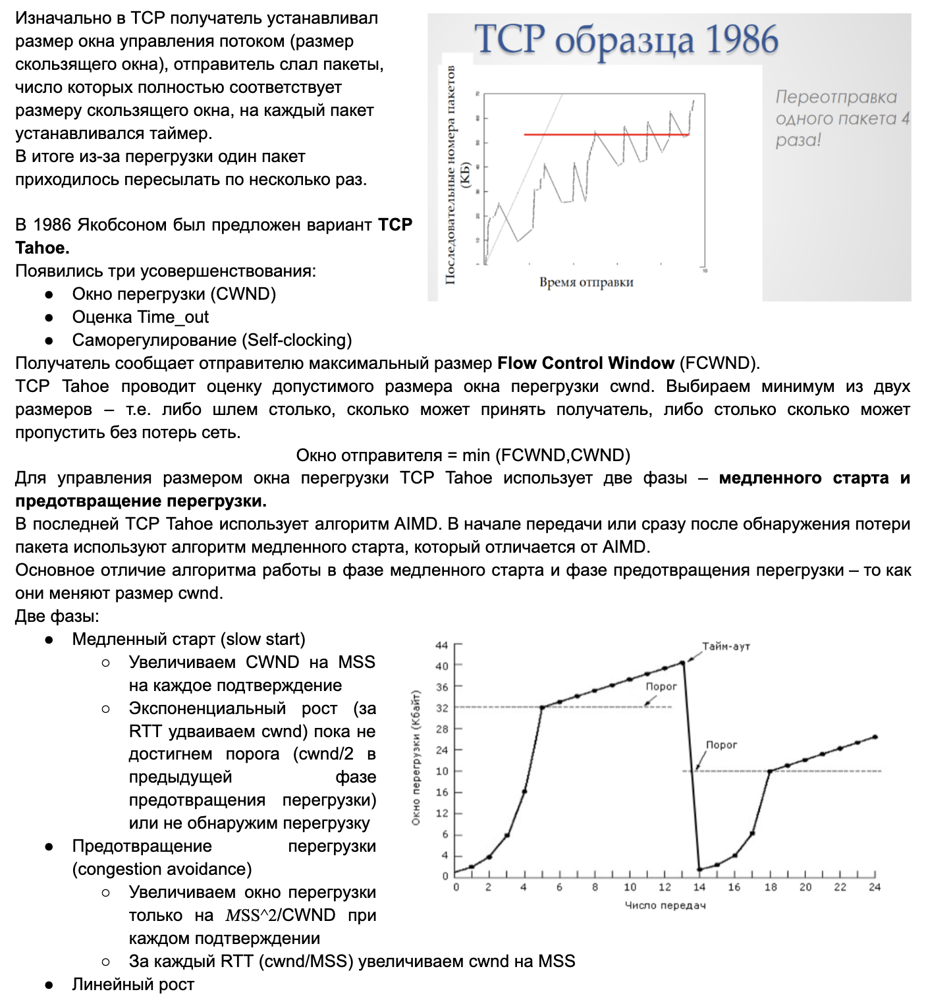 Изначально в TCP получатель устанавливал
размер окна управления потоком (размер
скользящего окна), отправитель слал пакеты,
число которых полностью соответствует
размеру скользящего окна, на каждый пакет
устанавливался таймер.
В итоге из-за перегрузки один пакет
приходилось пересылать по несколько раз.
TCP образца 1986
Последовательные номера пакетов
(КБ)
70
60
50
40
30
20
10
10
Время отправки
Переотправка
одного пакета 4
раза!
В 1986 Якобсоном был предложен вариант TCP
Tahoe.
Появились три усовершенствования:
● Окно перегрузки (CWND)
● Оценка Time_out
● Саморегулирование (Self-clocking)
Получатель сообщает отправителю максимальный размер Flow Control Window (FCWND).
TCP Tahoe проводит оценку допустимого размера окна перегрузки cwnd. Выбираем минимум из двух
размеров – т.е. либо шлем столько, сколько может принять получатель, либо столько сколько может
пропустить без потерь сеть.
Окно отправителя = min (FCWND,CWND)
Для управления размером окна перегрузки TCP Tahoe использует две фазы – медленного старта и
предотвращение перегрузки.
В последней TCP Tahoe использует алгоритм AIMD. В начале передачи или сразу после обнаружения потери
пакета используют алгоритм медленного старта, который отличается от AIMD.
Основное отличие алгоритма работы в фазе медленного старта и фазе предотвращения перегрузки – то как
они меняют размер cwnd.
Две фазы:
● Медленный старт (slow start)
○ Увеличиваем CWND на MSS
на каждое подтверждение
○ Экспоненциальный рост (за
RTT удваиваем cwnd) пока не
достигнем порога (cwnd/2 в
предыдущей фазе
предотвращения перегрузки)
или не обнаружим перегрузку
● Предотвращение перегрузки
(congestion avoidance)
○ Увеличиваем окно перегрузки
только на MSS^2/CWND при
каждом подтверждении
○ За каждый RTT (cwnd/MSS) увеличиваем cwnd на MSS
● Линейный рост
Окно перегрузки (Кбайт)
44
40
36
32
28
24
10
16
12
6
4
0
Тайм-аут
Порог
Порог
0 2 4 6 8 10 12 14 16 18 20 22 24
Число передач